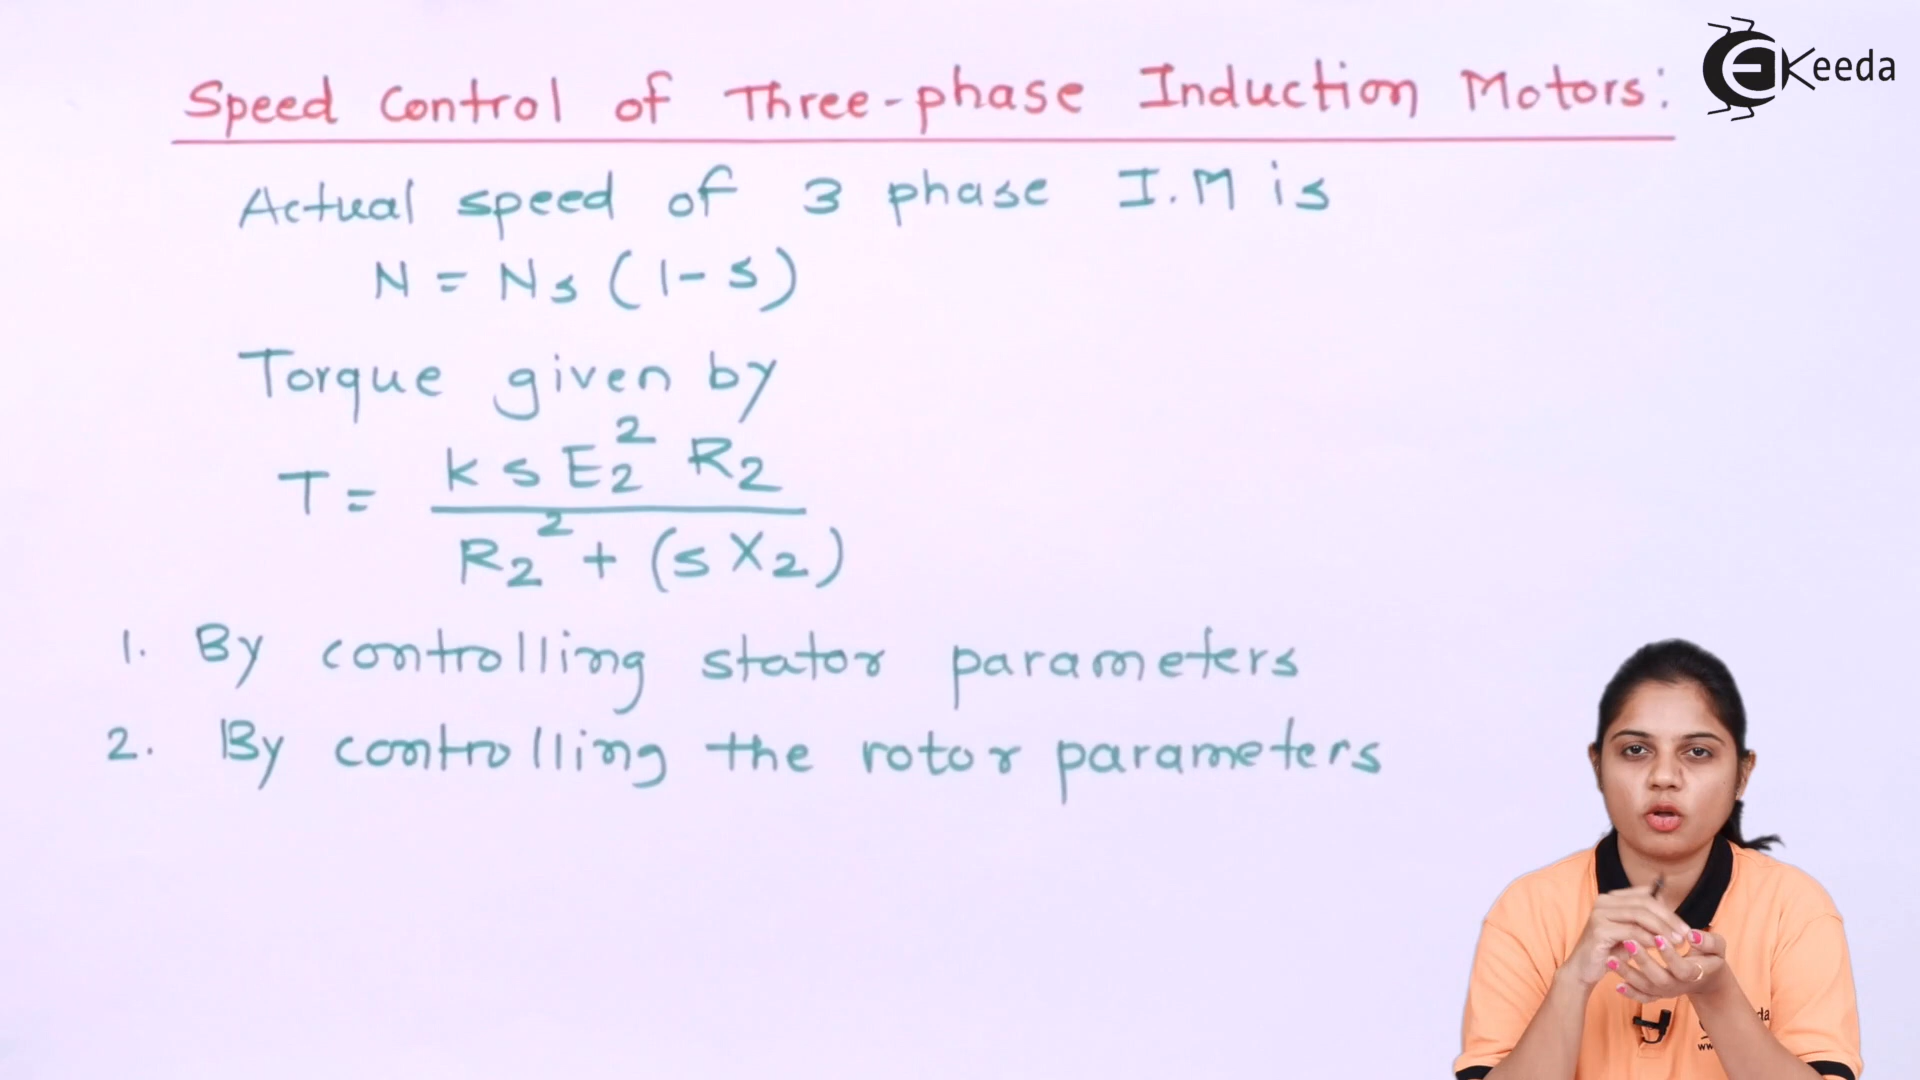 Speed Control of Three-phase Induction Motors:
EKeeda
Actual speed of 3 phase I.M is
N = Ns (1-s)
Torque given by
T = k s E₂² R₂
R₂² + (s X₂)
1. By controlling stator parameters
2. By controlling the rotor parameters